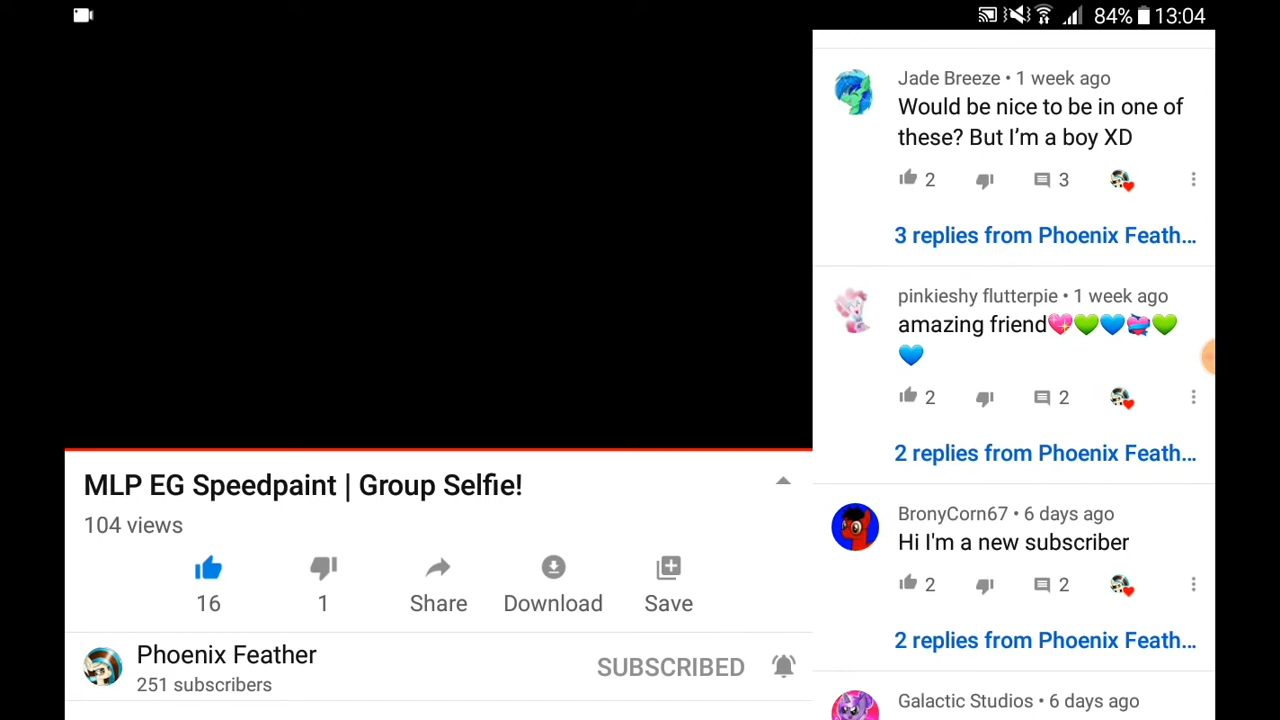 84% 13:04
MLP EG Speedpaint | Group Selfie!
104 views
16
1
Share
Download
Save
Phoenix Feather
251 subscribers
SUBSCRIBED
Jade Breeze • 1 week ago
Would be nice to be in one of
these? But I’m a boy XD
2 3
3 replies from Phoenix Feath...
pinkieshy flutterpie • 1 week ago
amazing friend💖💚💙💝💚
💙
2 2
2 replies from Phoenix Feath...
BronyCorn67 • 6 days ago
Hi I'm a new subscriber
2 2
2 replies from Phoenix Feath...
Galactic Studios • 6 days ago